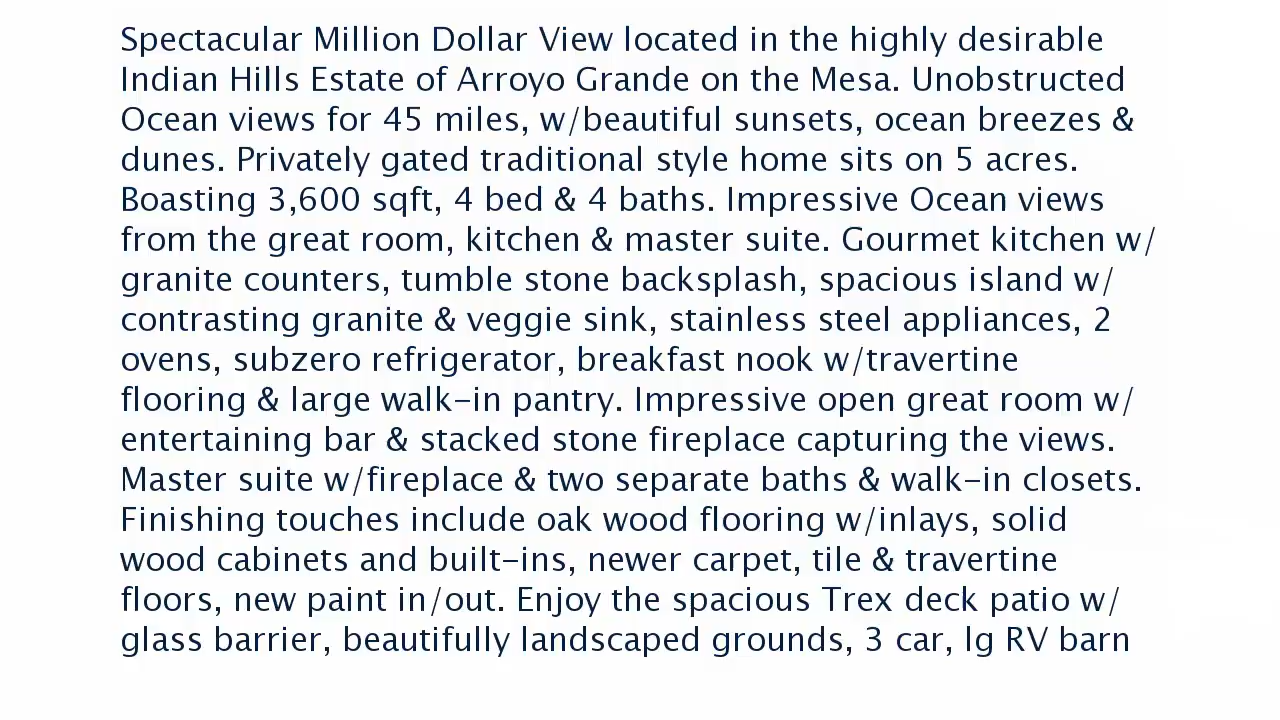 Spectacular Million Dollar View located in the highly desirable
Indian Hills Estate of Arroyo Grande on the Mesa. Unobstructed
Ocean views for 45 miles, w/beautiful sunsets, ocean breezes &
dunes. Privately gated traditional style home sits on 5 acres.
Boasting 3,600 sqft, 4 bed & 4 baths. Impressive Ocean views
from the great room, kitchen & master suite. Gourmet kitchen w/
granite counters, tumble stone backsplash, spacious island w/
contrasting granite & veggie sink, stainless steel appliances, 2
ovens, subzero refrigerator, breakfast nook w/travertine
flooring & large walk-in pantry. Impressive open great room w/
entertaining bar & stacked stone fireplace capturing the views.
Master suite w/fireplace & two separate baths & walk-in closets.
Finishing touches include oak wood flooring w/inlays, solid
wood cabinets and built-ins, newer carpet, tile & travertine
floors, new paint in/out. Enjoy the spacious Trex deck patio w/
glass barrier, beautifully landscaped grounds, 3 car, lg RV barn